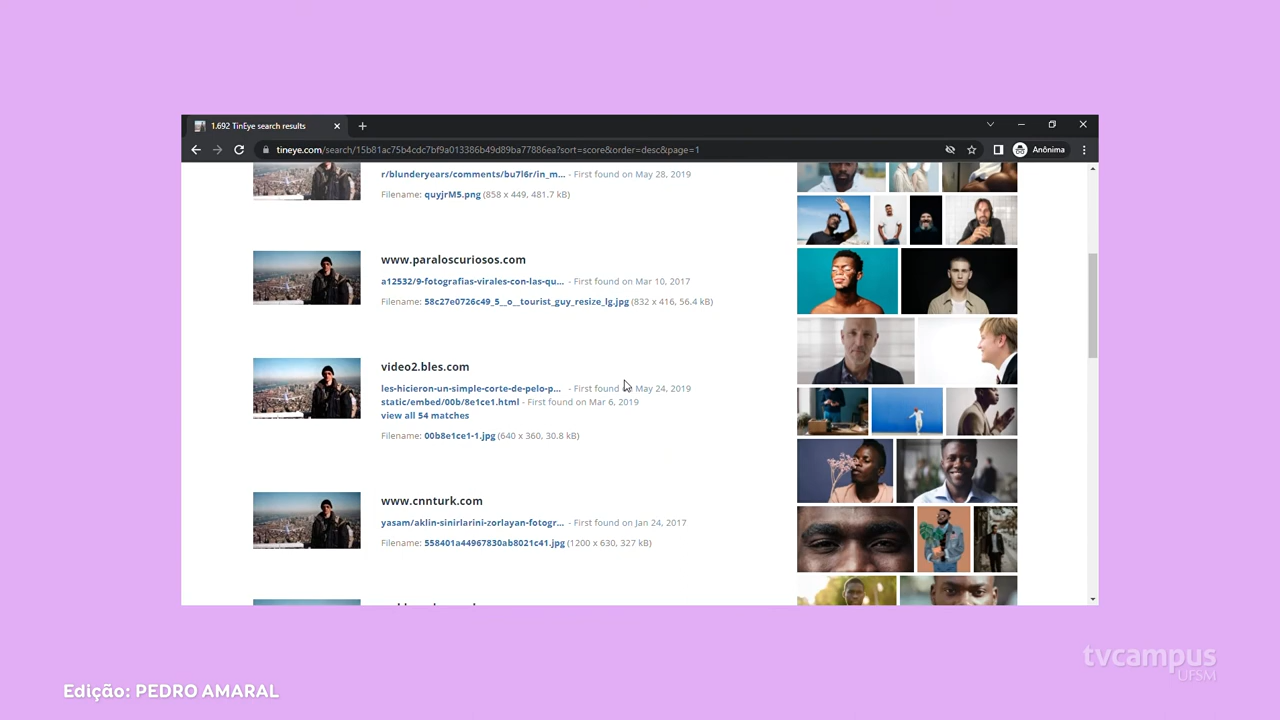 1.692 TinEye search results
tineye.com/search/15b81ac75b4cdc7bf9a013386b49d89ba77886ea?sort=score&order=desc&page=1
Anônima
r/blunderyears/comments/bu7l6r/in_m... - First found on May 28, 2019
Filename: quyjrM5.png (858 x 449, 481.7 kB)
www.paraloscuriosos.com
a12532/9-fotografias-virales-con-las-qu... - First found on Mar 10, 2017
Filename: 58c27e0726c49_5__o__tourist_guy_resize_lg.jpg (832 x 416, 56.4 kB)
video2.bles.com
les-hicieron-un-simple-corte-de-pelo-p... - First found on May 24, 2019
static/embed/00b/8e1ce1.html - First found on Mar 6, 2019
view all 54 matches
Filename: 00b8e1ce1-1.jpg (640 x 360, 30.8 kB)
www.cnnturk.com
yasam/aklin-sinirlarini-zorlayan-fotogr... - First found on Jan 24, 2017
Filename: 558401a44967830ab8021c41.jpg (1200 x 630, 327 kB)
tvcampus
UFSM
Edição: PEDRO AMARAL